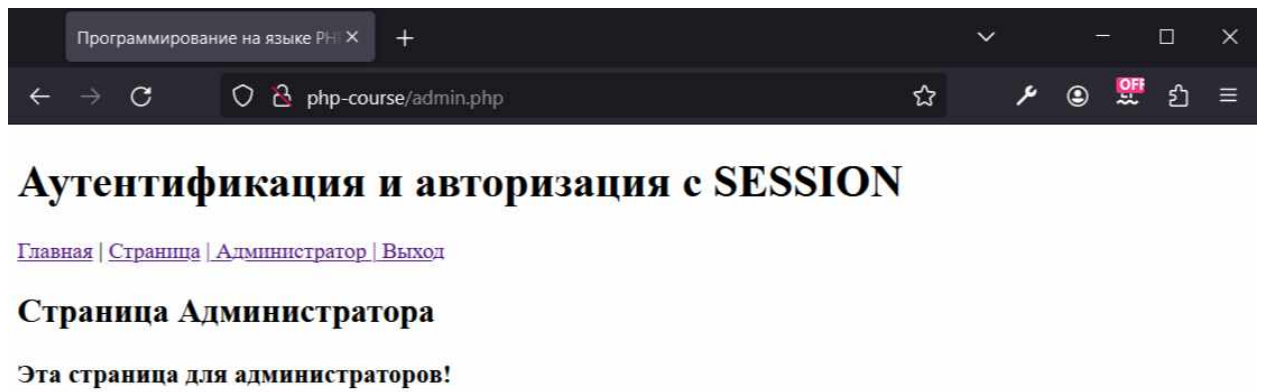 Программирование на языке PH
php-course/admin.php
OFF
Аутентификация и авторизация с SESSION
Главная | Страница | Администратор | Выход
Страница Администратора
Эта страница для администраторов!